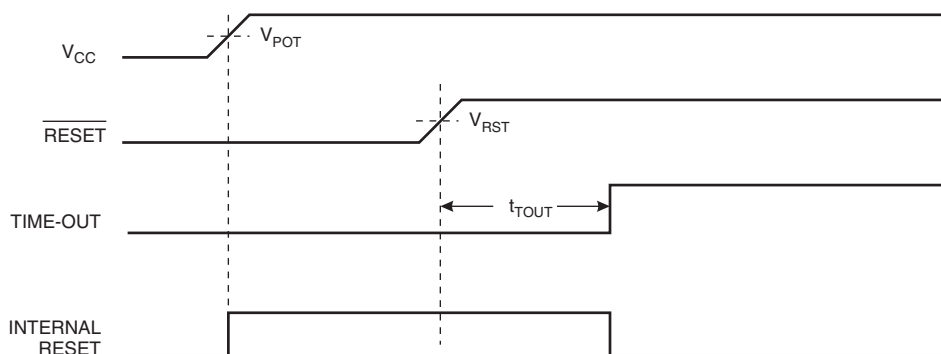 V_CC
V_POT
RESET
V_RST
TIME-OUT
t_TOUT
INTERNAL
RESET